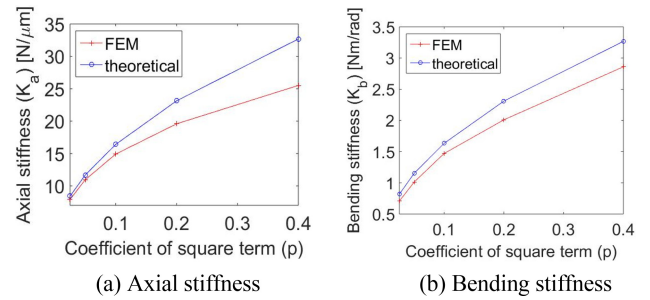 Axial stiffness (Kₐ) [N/μm]
35
30
25
20
15
10
FEM
theoretical
0.1
0.2
0.3
0.4
Coefficient of square term (p)
(a) Axial stiffness
Bending stiffness (K_b) [Nm/rad]
3.5
3
2.5
2
1.5
1
0.5
FEM
theoretical
0.1
0.2
0.3
0.4
Coefficient of square term (p)
(b) Bending stiffness